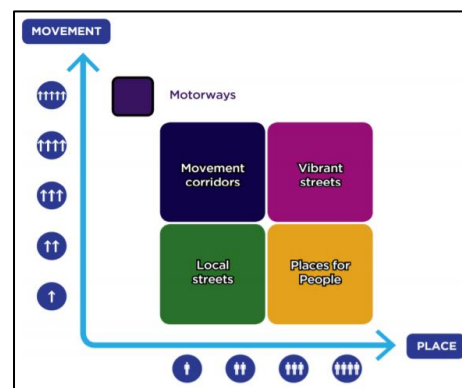 MOVEMENT
Motorways
Movement
corridors
Vibrant
streets
Local
streets
Places for
People
PLACE